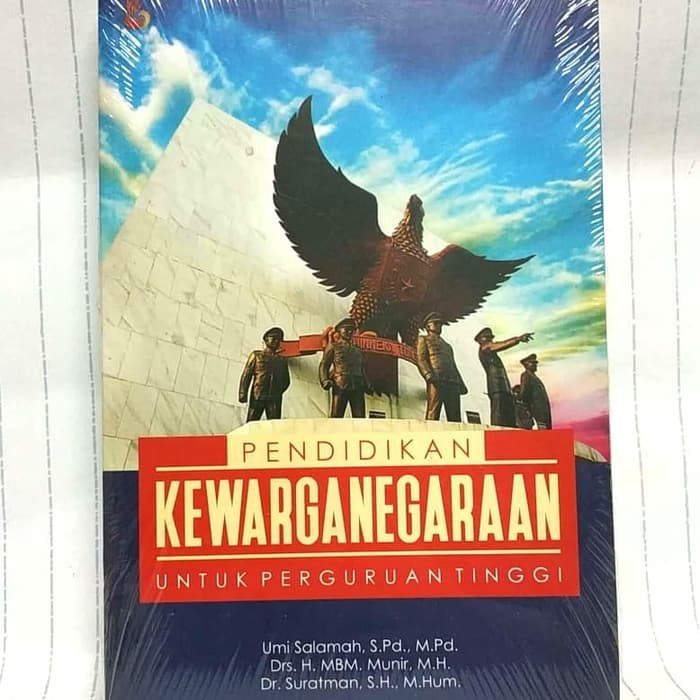 PENDIDIKAN
KEWARGANEGARAAN
UNTUK PERGURUAN TINGGI
Umi Salamah, S.Pd., M.Pd.
Drs. H. MBM. Munir, M.H.
Dr. Suratman, S.H., M.Hum.